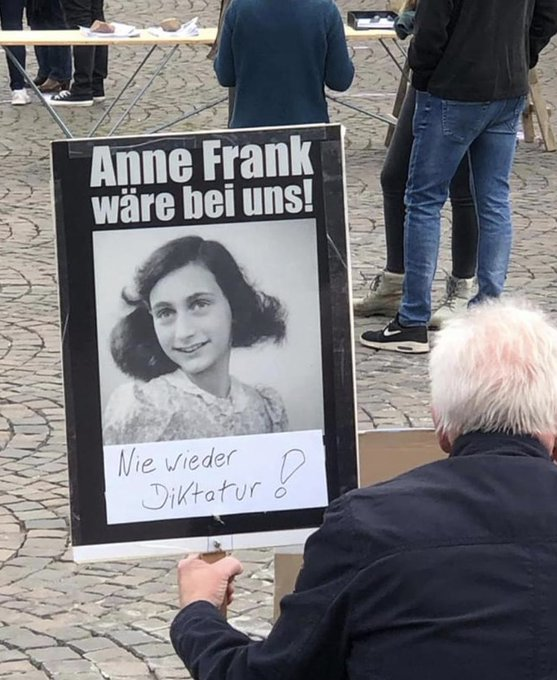 Anne Frank
wäre bei uns!
Nie wieder
Diktatur!